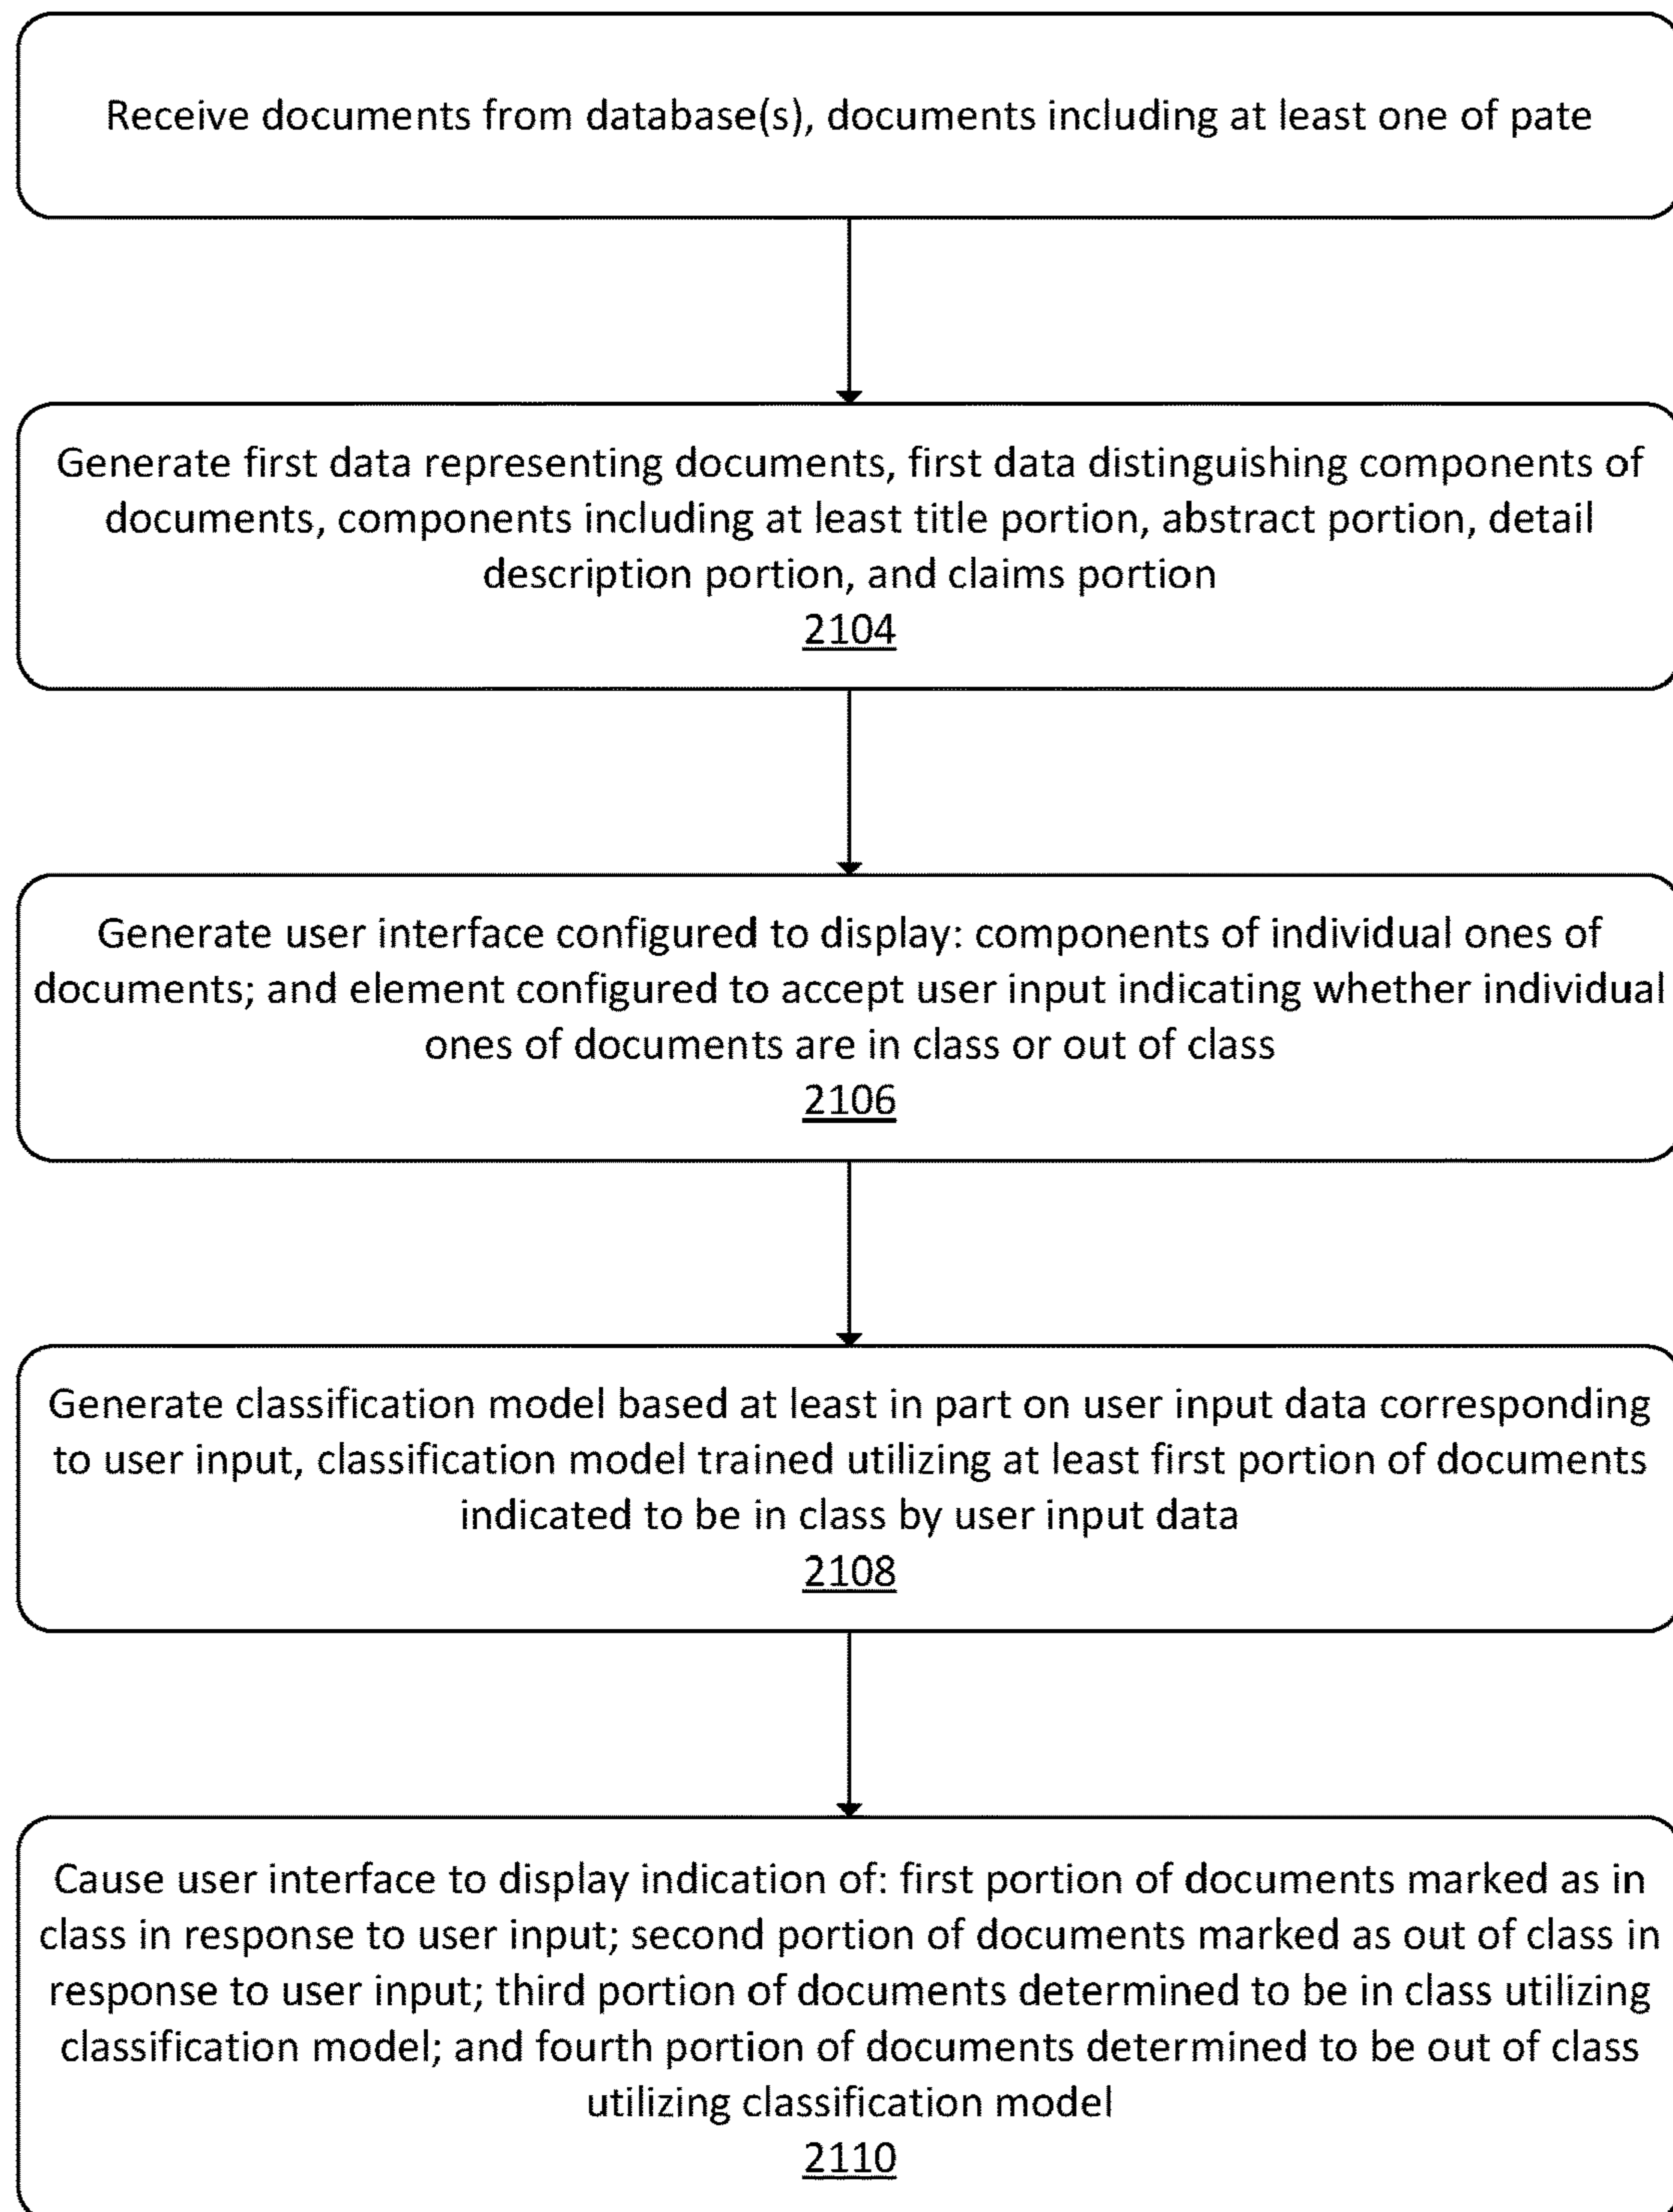 Receive documents from database(s), documents including at least one of pate
Generate first data representing documents, first data distinguishing components of
documents, components including at least title portion, abstract portion, detail
description portion, and claims portion
2104
Generate user interface configured to display: components of individual ones of
documents; and element configured to accept user input indicating whether individual
ones of documents are in class or out of class
2106
Generate classification model based at least in part on user input data corresponding
to user input, classification model trained utilizing at least first portion of documents
indicated to be in class by user input data
2108
Cause user interface to display indication of: first portion of documents marked as in
class in response to user input; second portion of documents marked as out of class in
response to user input; third portion of documents determined to be in class utilizing
classification model; and fourth portion of documents determined to be out of class
utilizing classification model
2110